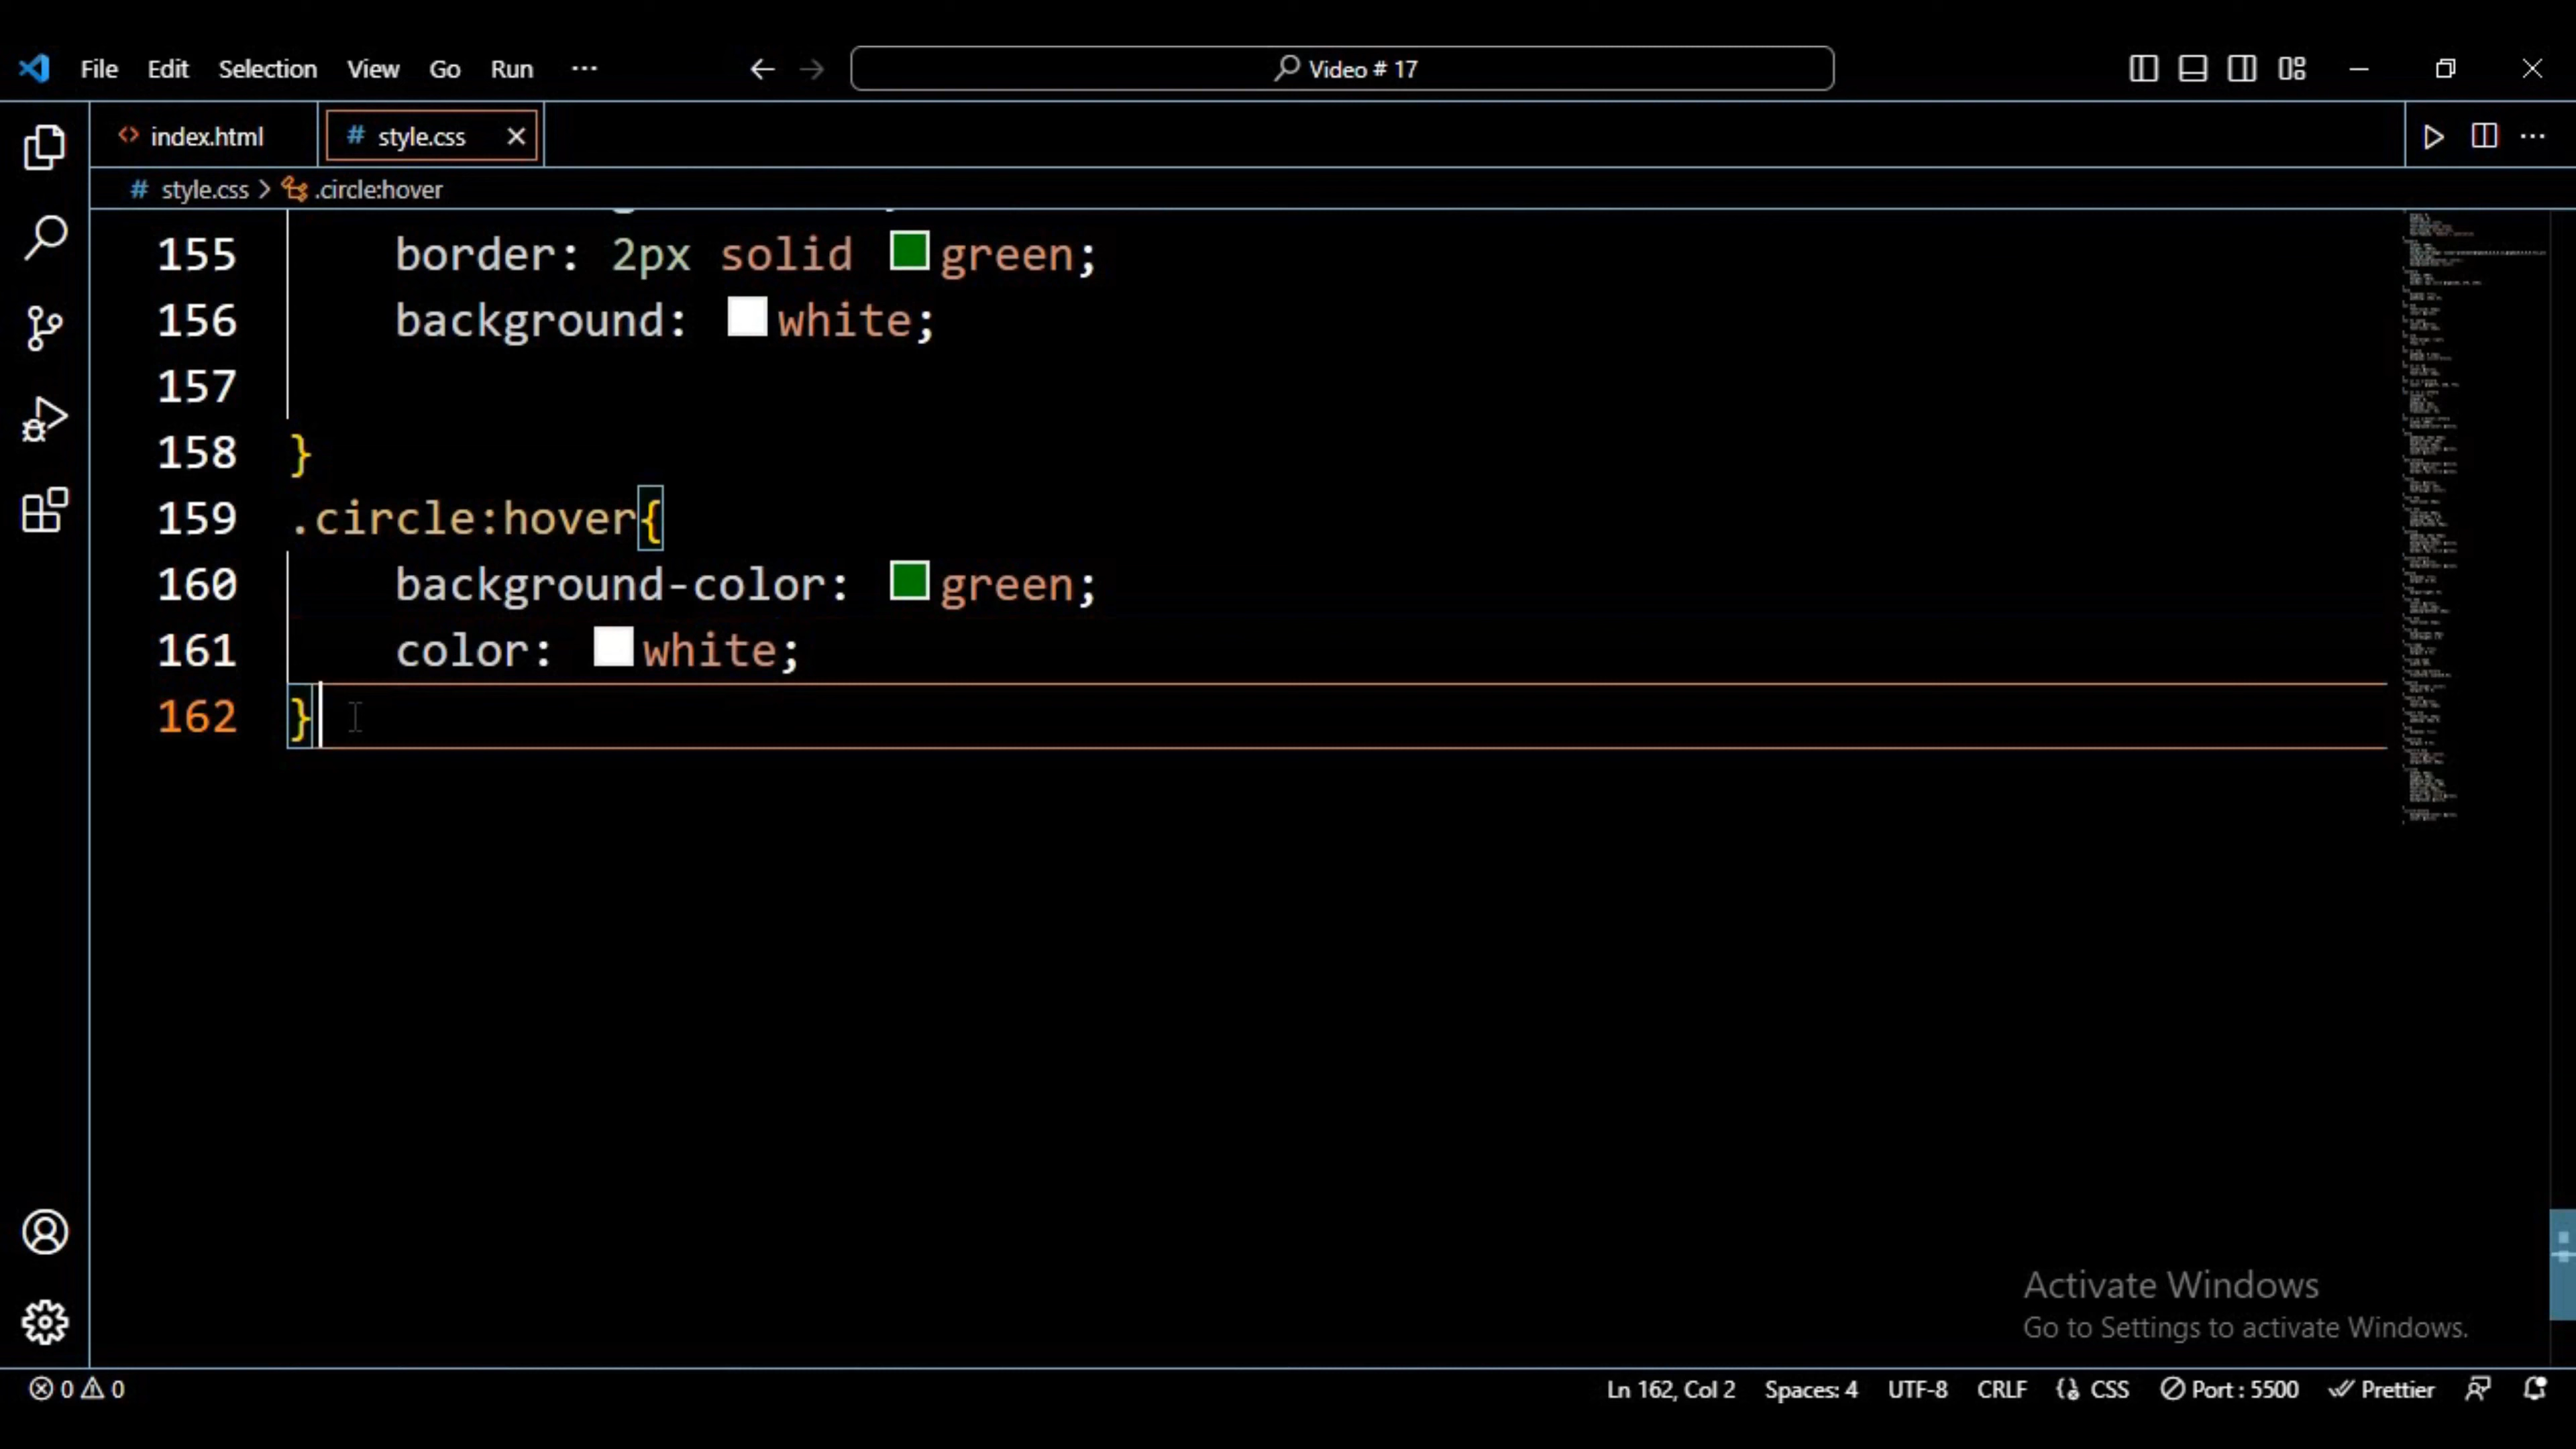 File Edit Selection View Go Run ···
Video # 17
index.html
# style.css
# style.css > .circle:hover
155 border: 2px solid green;
156 background: white;
157
158 }
159 .circle:hover{
160 background-color: green;
161 color: white;
162 }
Activate Windows
Go to Settings to activate Windows.
0 0
Ln 162, Col 2 Spaces: 4 UTF-8 CRLF CSS Port : 5500 Prettier